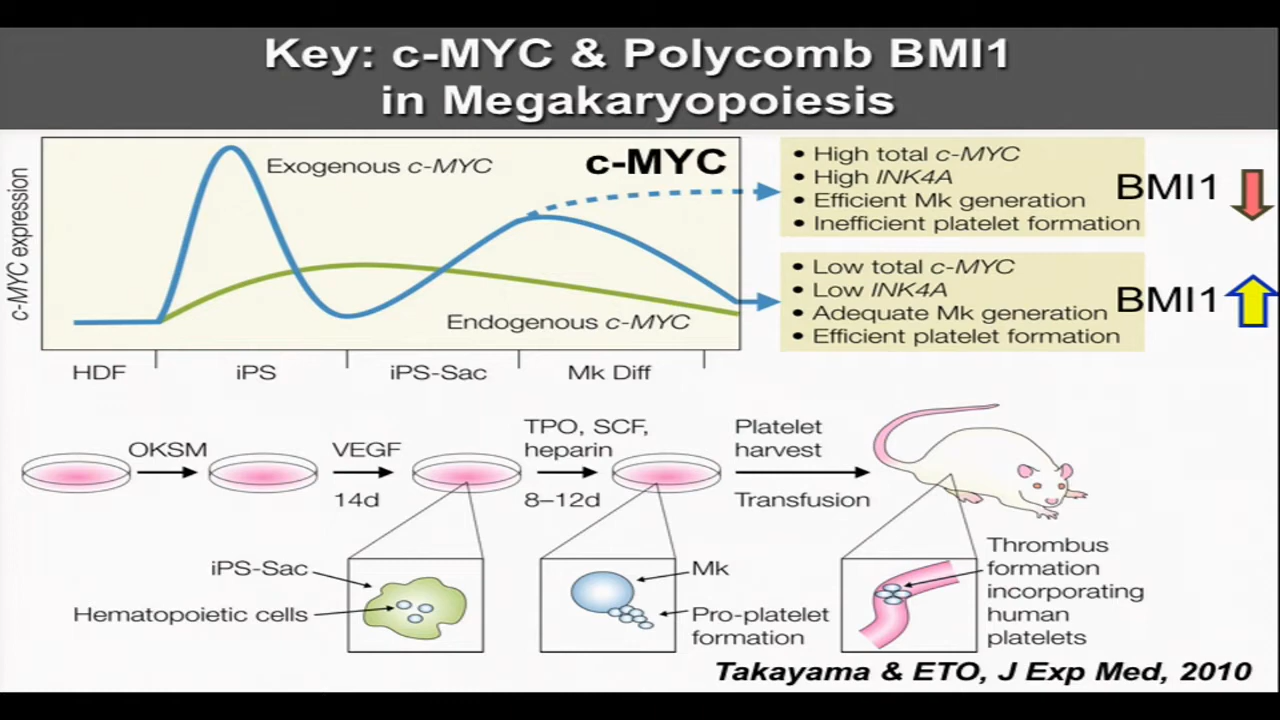 Key: c-MYC & Polycomb BMI1
in Megakaryopoiesis
c-MYC expression
Exogenous c-MYC
c-MYC
Endogenous c-MYC
• High total c-MYC
• High INK4A
• Efficient Mk generation
• Inefficient platelet formation
BMI1
• Low total c-MYC
• Low INK4A
• Adequate Mk generation
• Efficient platelet formation
BMI1
HDF
iPS
iPS-Sac
Mk Diff
OKSM
VEGF
14d
TPO, SCF,
heparin
8–12d
Platelet
harvest
Transfusion
iPS-Sac
Hematopoietic cells
Mk
Pro-platelet
formation
Thrombus
formation
incorporating
human
platelets
Takayama & ETO, J Exp Med, 2010